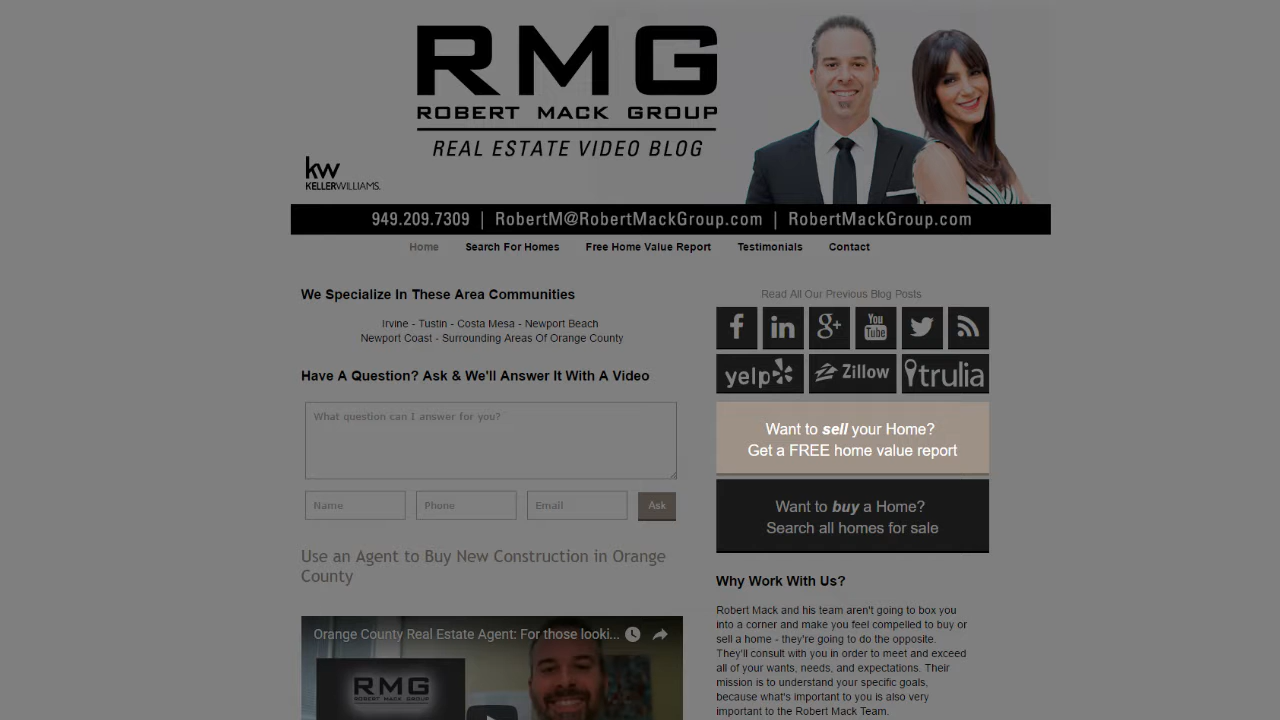 RMG
ROBERT MACK GROUP
REAL ESTATE VIDEO BLOG
kw
KELLERWILLIAMS.
949.209.7309 | RobertM@RobertMackGroup.com | RobertMackGroup.com
Home Search For Homes Free Home Value Report Testimonials Contact
We Specialize In These Area Communities
Irvine - Tustin - Costa Mesa - Newport Beach
Newport Coast - Surrounding Areas Of Orange County
Have A Question? Ask & We'll Answer It With A Video
What question can I answer for you?
Name Phone Email Ask
Use an Agent to Buy New Construction in Orange
County
Orange County Real Estate Agent: For those looki...
RMG
ROBERT MACK GROUP
Read All Our Previous Blog Posts
f in g+ You Tube
yelp Zillow trulia
Want to sell your Home?
Get a FREE home value report
Want to buy a Home?
Search all homes for sale
Why Work With Us?
Robert Mack and his team aren't going to box you
into a corner and make you feel compelled to buy or
sell a home - they're going to do the opposite.
They'll consult with you in order to meet and exceed
all of your wants, needs, and expectations. Their
mission is to understand your specific goals,
because what's important to you is also very
important to the Robert Mack Team.